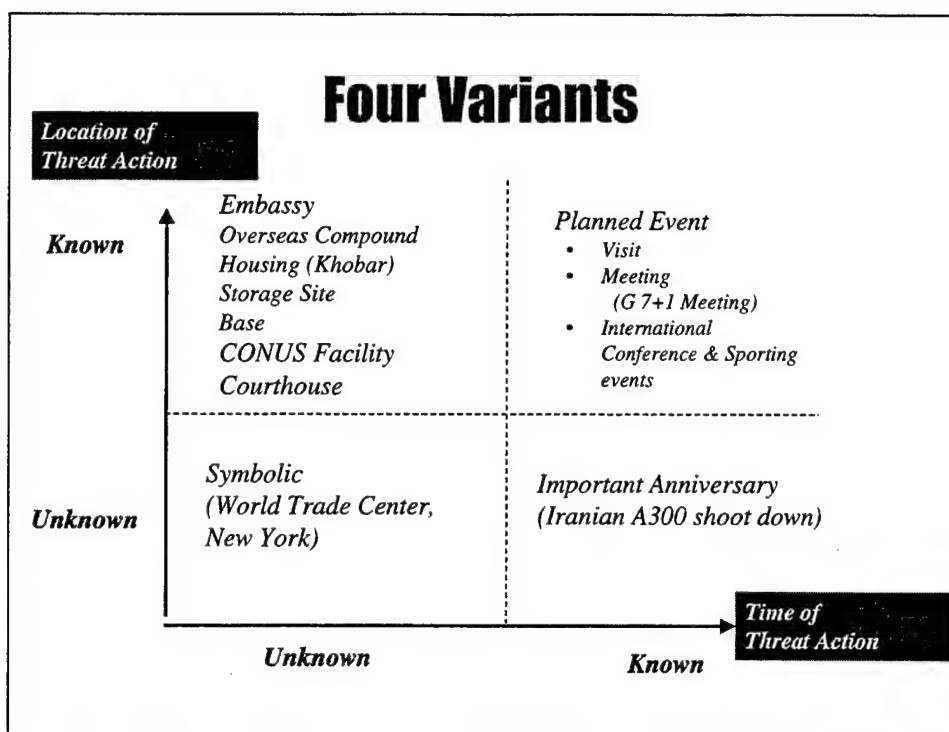 Four Variants
Location of
Threat Action
Known
Embassy
Overseas Compound
Housing (Khobar)
Storage Site
Base
CONUS Facility
Courthouse
Planned Event
• Visit
• Meeting
(G 7+1 Meeting)
• International
Conference & Sporting
events
Unknown
Symbolic
(World Trade Center,
New York)
Important Anniversary
(Iranian A300 shoot down)
Time of
Threat Action
Unknown
Known